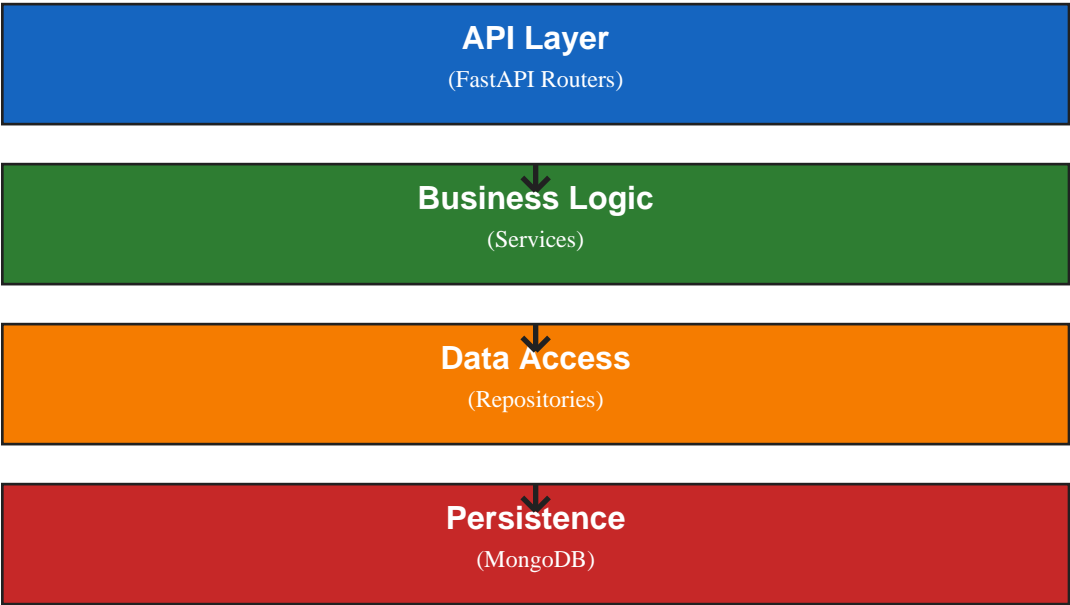 API Layer
(FastAPI Routers)
Business Logic
(Services)
Data Access
(Repositories)
Persistence
(MongoDB)